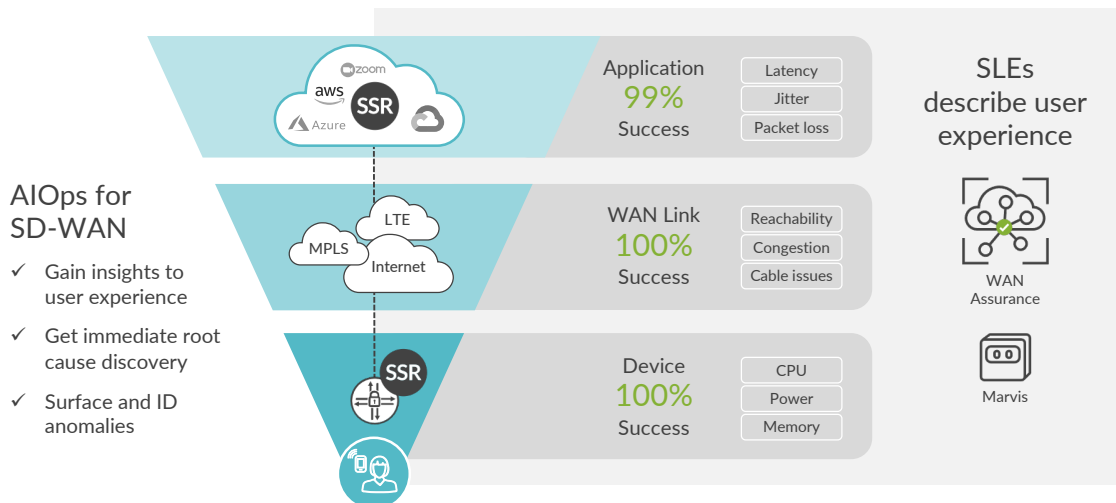 AIOps for
SD-WAN
✓ Gain insights to
user experience
✓ Get immediate root
cause discovery
✓ Surface and ID
anomalies
zoom
aws
SSR
Azure
Application
99%
Success
Latency
Jitter
Packet loss
LTE
MPLS
Internet
WAN Link
100%
Success
Reachability
Congestion
Cable issues
SSR
Device
100%
Success
CPU
Power
Memory
SLEs
describe user
experience
WAN
Assurance
Marvis